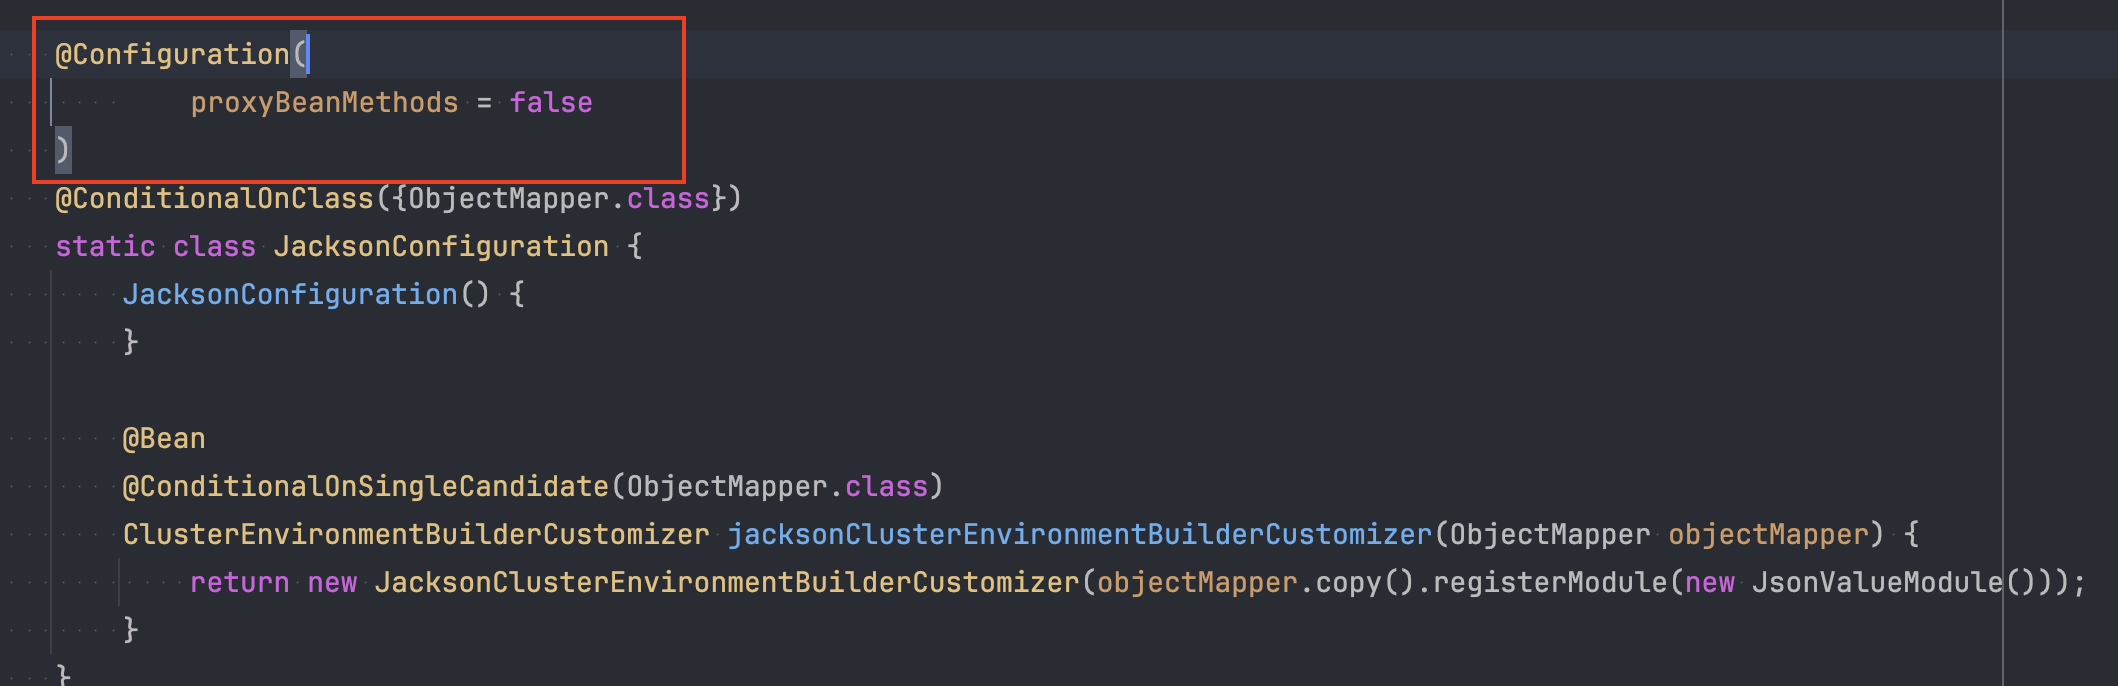 @Configuration(
proxyBeanMethods = false
)
@ConditionalOnClass({ObjectMapper.class})
static class JacksonConfiguration {
JacksonConfiguration() {
}
@Bean
@ConditionalOnSingleCandidate(ObjectMapper.class)
ClusterEnvironmentBuilderCustomizer jacksonClusterEnvironmentBuilderCustomizer(ObjectMapper objectMapper) {
return new JacksonClusterEnvironmentBuilderCustomizer(objectMapper.copy().registerModule(new JsonValueModule()));
}
}